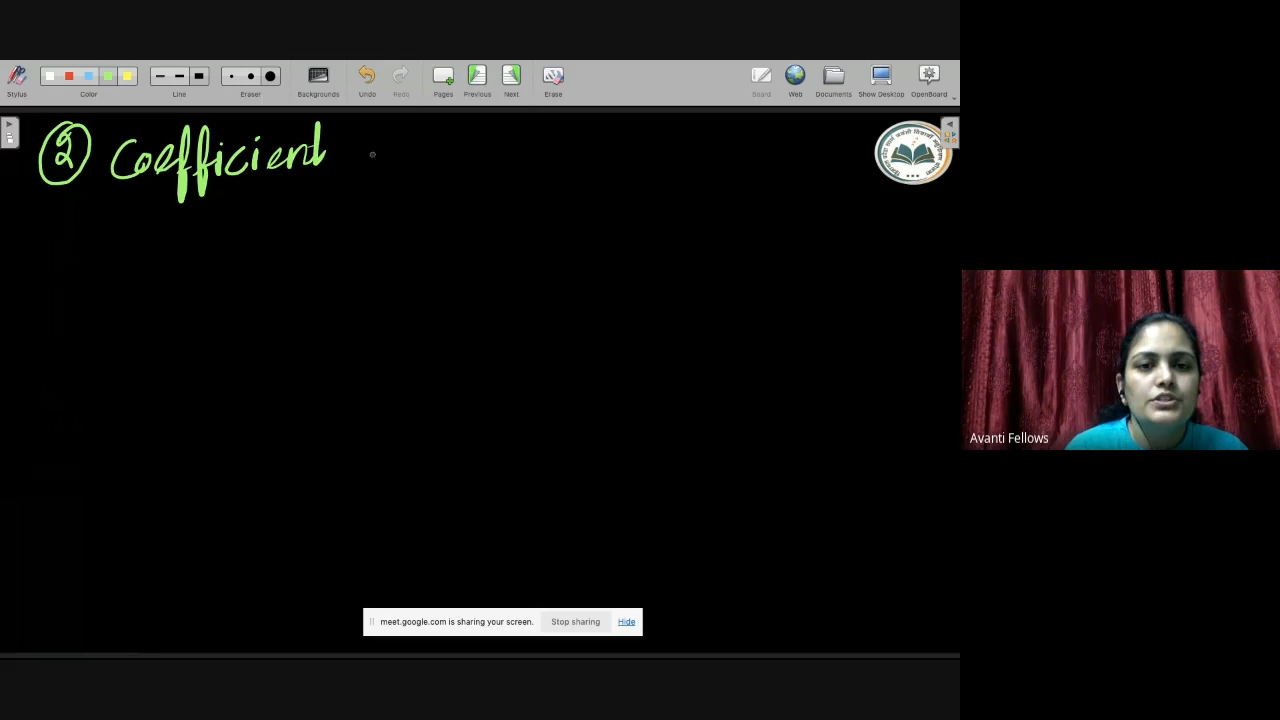 Stylus Color Line Eraser Backgrounds Undo Redo Pages Previous Next Erase Board Web Documents Show Desktop OpenBoard
② Coefficient
Avanti Fellows
meet.google.com is sharing your screen. Stop sharing Hide